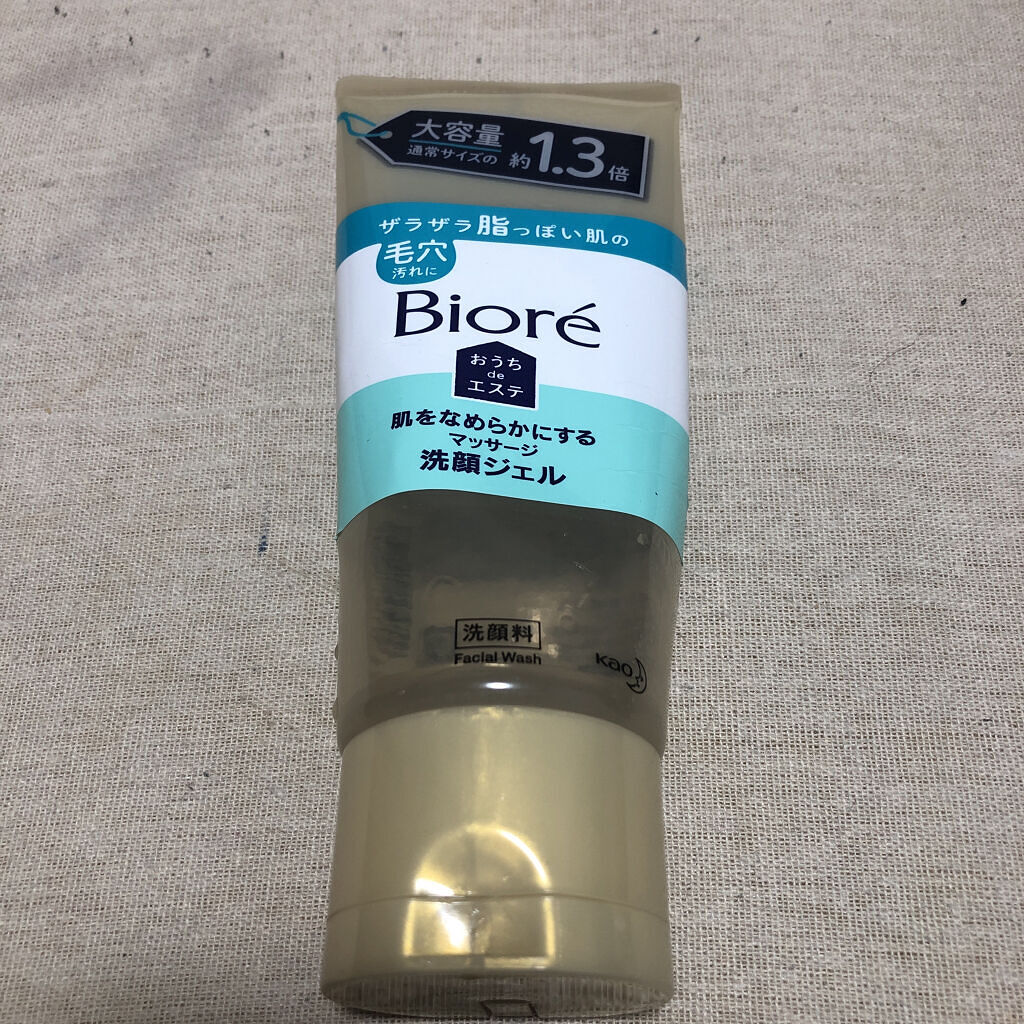 大容量
通常サイズの 約1.3倍
ザラザラ脂っぽい肌の
毛穴
汚れに
Bioré
おうち
de
エステ
肌をなめらかにする
マッサージ
洗顔ジェル
洗顔料
Facial Wash
Kao